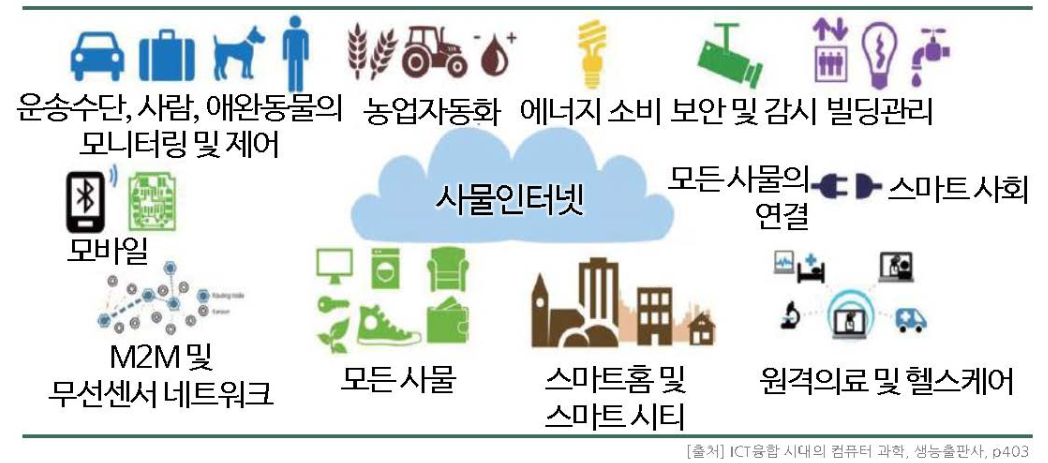 운송수단, 사람, 애완동물의
모니터링 및 제어
농업자동화
에너지 소비
보안 및 감시
빌딩관리
사물인터넷
모든 사물의
연결
스마트 사회
모바일
Routing node
Sensor
M2M 및
무선센서 네트워크
모든 사물
스마트홈 및
스마트 시티
원격의료 및 헬스케어
[출처] ICT융합 시대의 컴퓨터 과학, 생능출판사, p403